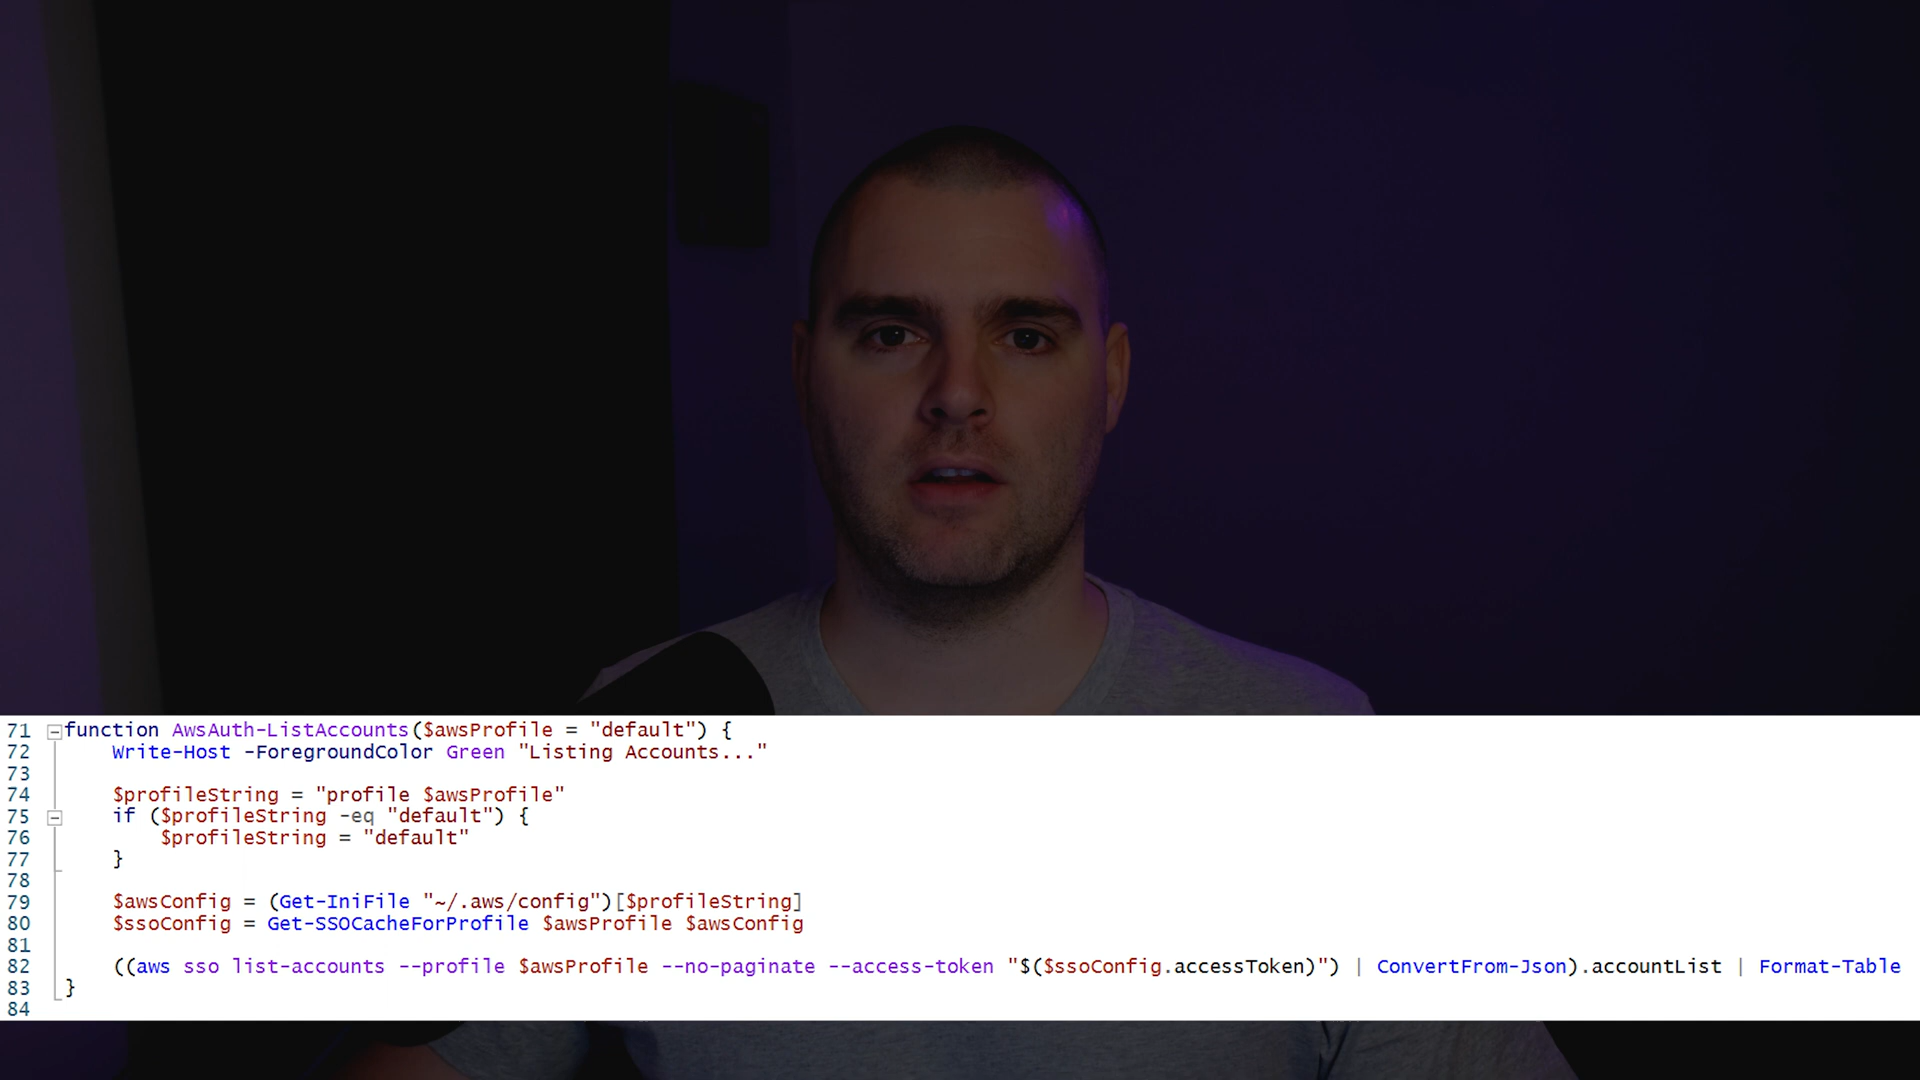 71 function AwsAuth-ListAccounts($awsProfile = "default") {
72 Write-Host -ForegroundColor Green "Listing Accounts..."
73
74 $profileString = "profile $awsProfile"
75 if ($profileString -eq "default") {
76 $profileString = "default"
77 }
78
79 $awsConfig = (Get-IniFile "~/.aws/config")[$profileString]
80 $ssoConfig = Get-SSOCacheForProfile $awsProfile $awsConfig
81
82 ((aws sso list-accounts --profile $awsProfile --no-paginate --access-token "$($ssoConfig.accessToken)") | ConvertFrom-Json).accountList | Format-Table
83 }
84